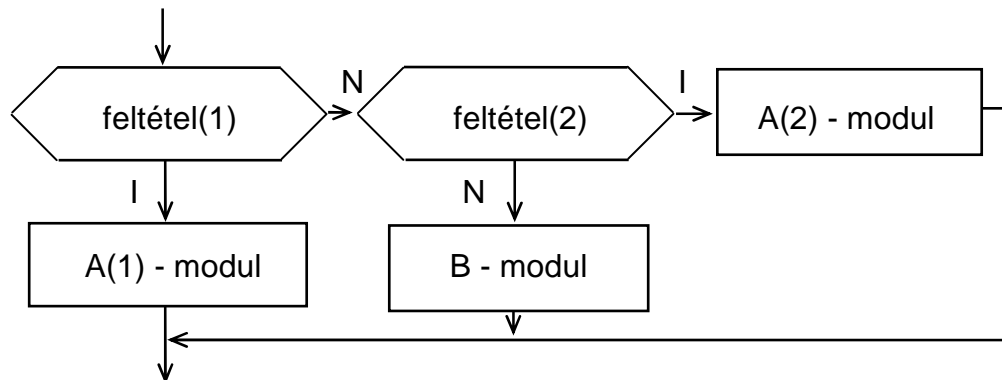 feltétel(1)
N
feltétel(2)
I
A(2) - modul
I
N
A(1) - modul
B - modul